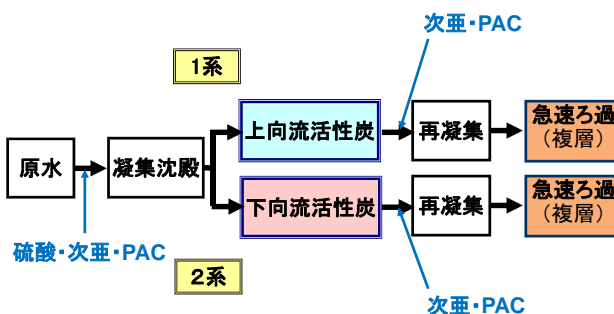 次亜・PAC
1系
上向流活性炭
再凝集
急速ろ過
(複層)
原水
凝集沈殿
下向流活性炭
再凝集
急速ろ過
(複層)
硫酸・次亜・PAC
2系
次亜・PAC